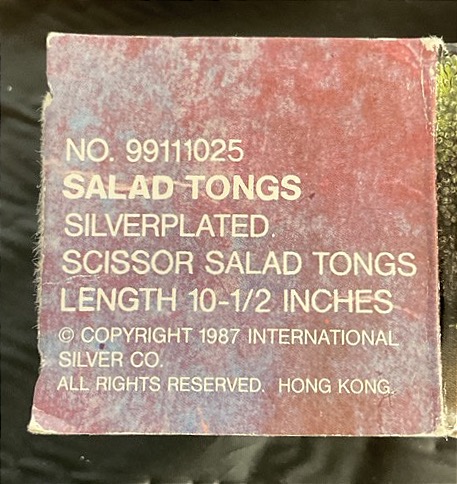 NO. 99111025
SALAD TONGS
SILVERPLATED.
SCISSOR SALAD TONGS
LENGTH 10-1/2 INCHES
© COPYRIGHT 1987 INTERNATIONAL
SILVER CO.
ALL RIGHTS RESERVED. HONG KONG.